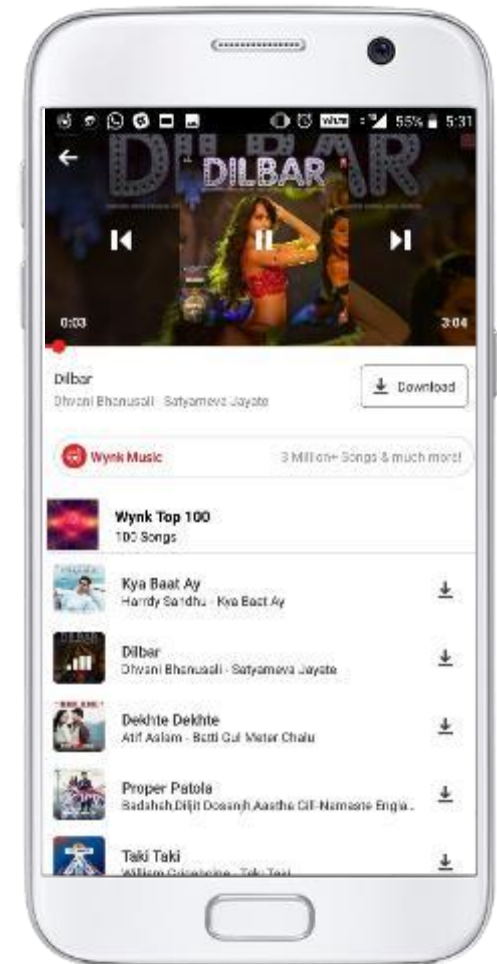 VoLTE 55% 5:31
DILBAR
DILBAR
0:03 3:04
Dilbar
Dhvani Bhanusali - Satyameva Jayate
Download
Wynk Music 3 Million+ Songs & much more!
Wynk Top 100
100 Songs
Kya Baat Ay
Harrdy Sandhu - Kya Baat Ay
Dilbar
Dhvani Bhanusali - Satyameva Jayate
Dekhte Dekhte
Atif Aslam - Batti Gul Meter Chalu
Proper Patola
Badshah,Diljit Dosanjh,Aastha Gill-Namaste Engla..
Taki Taki